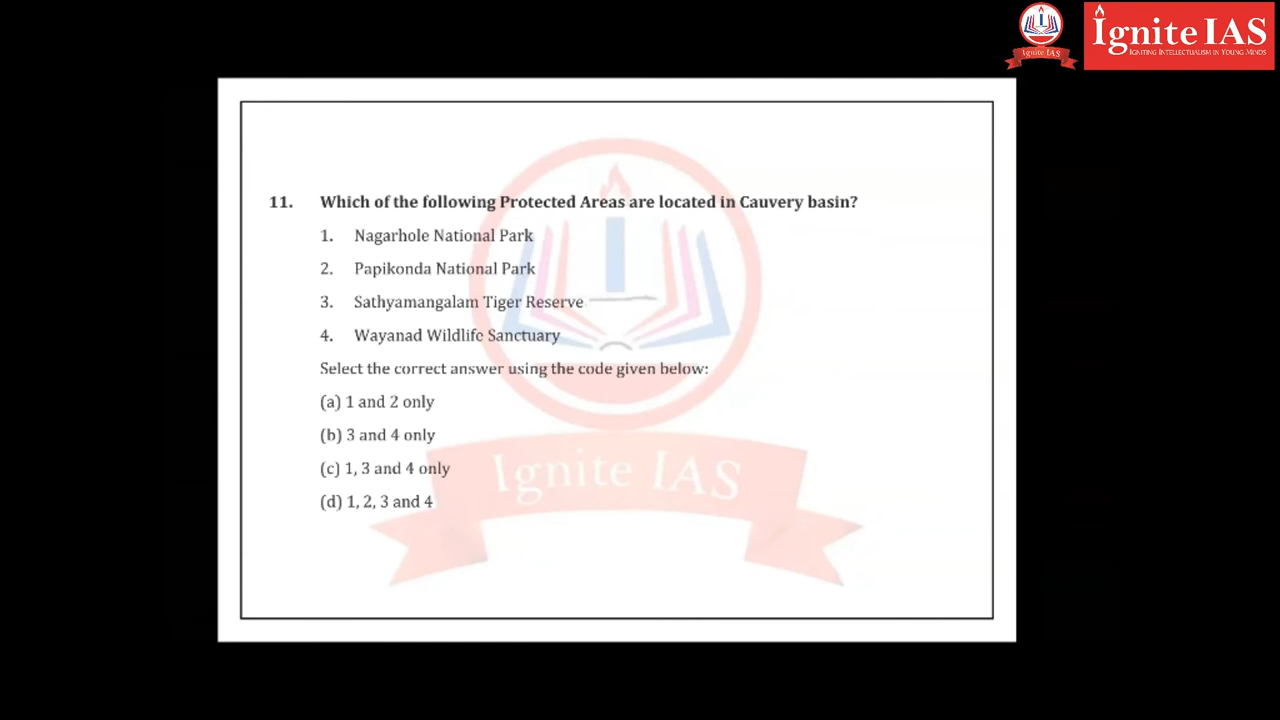 Ignite IAS
Ignite IAS
IGNITING INTELLECTUALISM IN YOUNG MINDS
11. Which of the following Protected Areas are located in Cauvery basin?
1. Nagarhole National Park
2. Papikonda National Park
3. Sathyamangalam Tiger Reserve
4. Wayanad Wildlife Sanctuary
Select the correct answer using the code given below:
(a) 1 and 2 only
(b) 3 and 4 only
(c) 1, 3 and 4 only
(d) 1, 2, 3 and 4
Ignite IAS